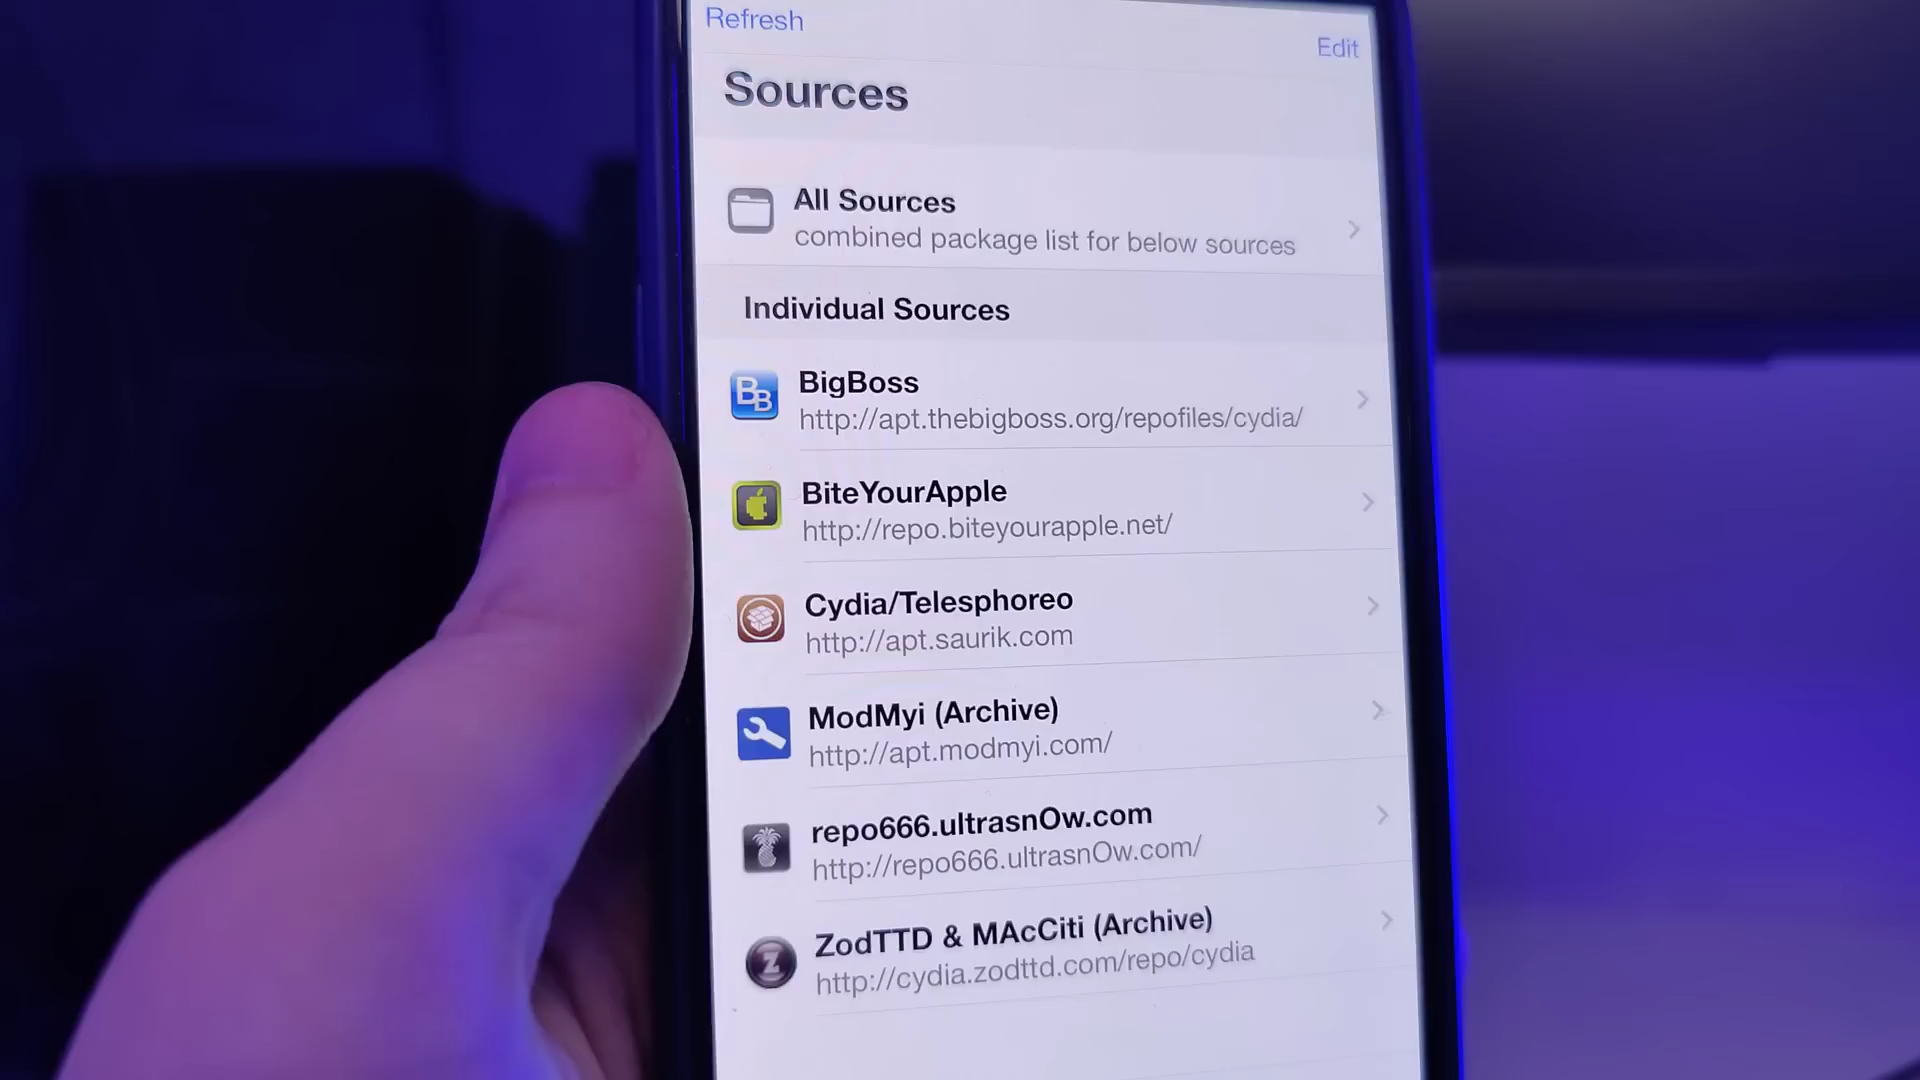 Refresh
Edit
Sources
All Sources
combined package list for below sources
Individual Sources
BB
BigBoss
http://apt.thebigboss.org/repofiles/cydia/
BiteYourApple
http://repo.biteyourapple.net/
Cydia/Telesphoreo
http://apt.saurik.com
ModMyi (Archive)
http://apt.modmyi.com/
repo666.ultrasn0w.com
http://repo666.ultrasn0w.com/
Z
ZodTTD & MAcCiti (Archive)
http://cydia.zodttd.com/repo/cydia